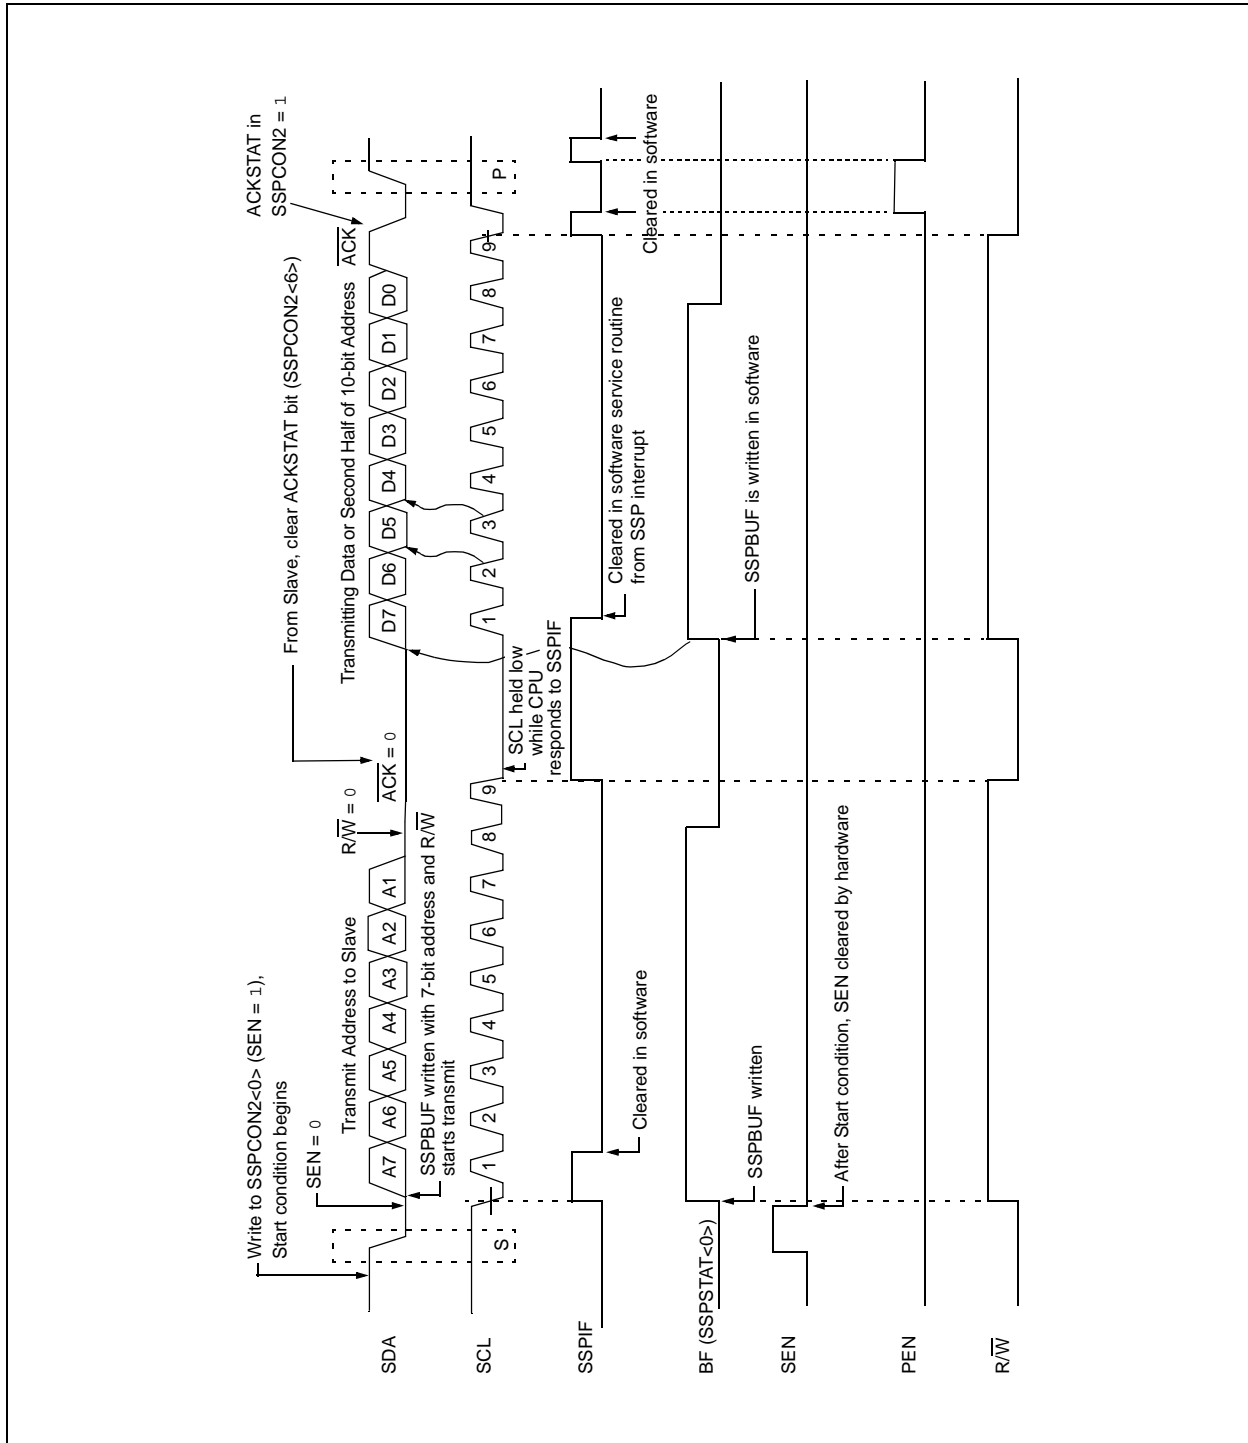 Write to SSPCON2<0> (SEN = 1),
Start condition begins
SEN = 0
Transmit Address to Slave
R/W = 0
From Slave, clear ACKSTAT bit (SSPCON2<6>)
ACK = 0
Transmitting Data or Second Half of 10-bit Address
ACK
ACKSTAT in
SSPCON2 = 1
SDA
A7 A6 A5 A4 A3 A2 A1
D7 D6 D5 D4 D3 D2 D1 D0
SSPBUF written with 7-bit address and R/W
starts transmit
SCL
S
1 2 3 4 5 6 7 8 9
1 2 3 4 5 6 7 8 9
P
SCL held low
while CPU
responds to SSPIF
SSPIF
Cleared in software
Cleared in software service routine
from SSP interrupt
Cleared in software
Cleared in software
BF (SSPSTAT<0>)
SSPBUF written
SSPBUF is written in software
SEN
After Start condition, SEN cleared by hardware
PEN
R/W